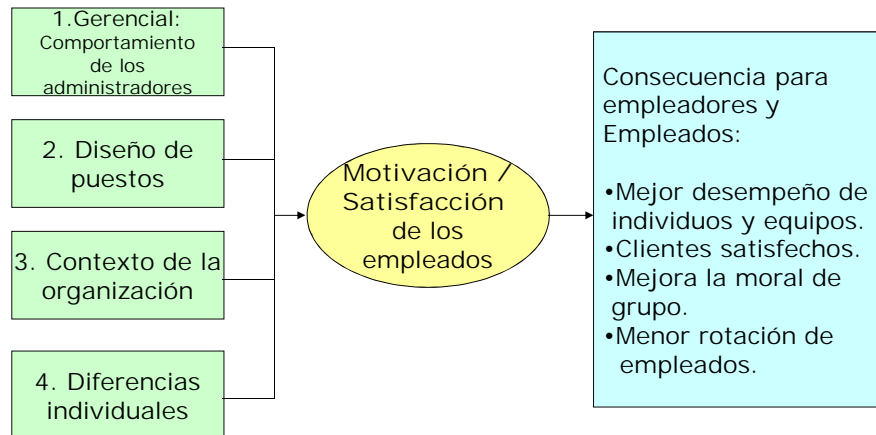 1.Gerencial:
Comportamiento
de los
administradores
2. Diseño de
puestos
3. Contexto de la
organización
4. Diferencias
individuales
Motivación /
Satisfacción
de los
empleados
Consecuencia para
empleadores y
Empleados:
•Mejor desempeño de
individuos y equipos.
•Clientes satisfechos.
•Mejora la moral de
grupo.
•Menor rotación de
empleados.